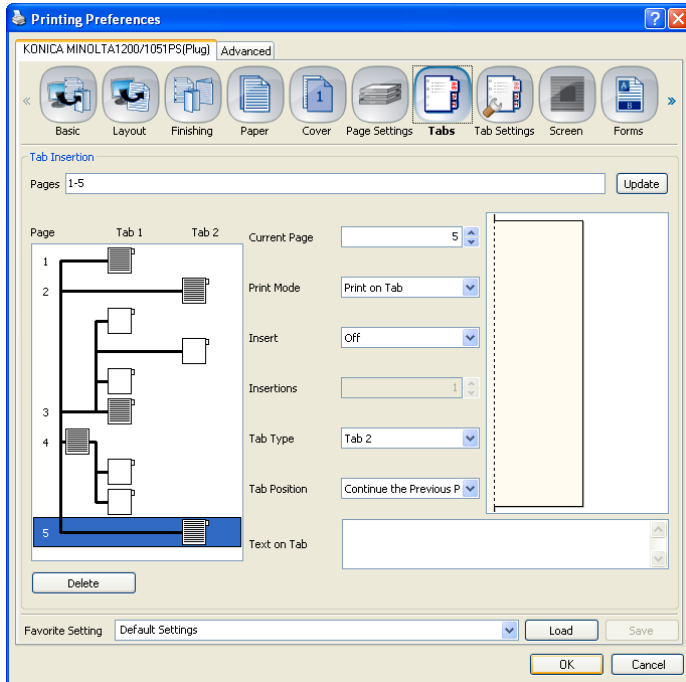 Printing Preferences
KONICA MINOLTA1200/1051PS(Plug) Advanced
« Basic Layout Finishing Paper Cover Page Settings Tabs Tab Settings Screen Forms »
1
A
B
Tab Insertion
Pages 1-5 Update
Page Tab 1 Tab 2
1
2
3
4
5
Current Page 5
Print Mode Print on Tab
Insert Off
Insertions 1
Tab Type Tab 2
Tab Position Continue the Previous P
Text on Tab
Delete
Favorite Setting Default Settings Load Save
OK Cancel